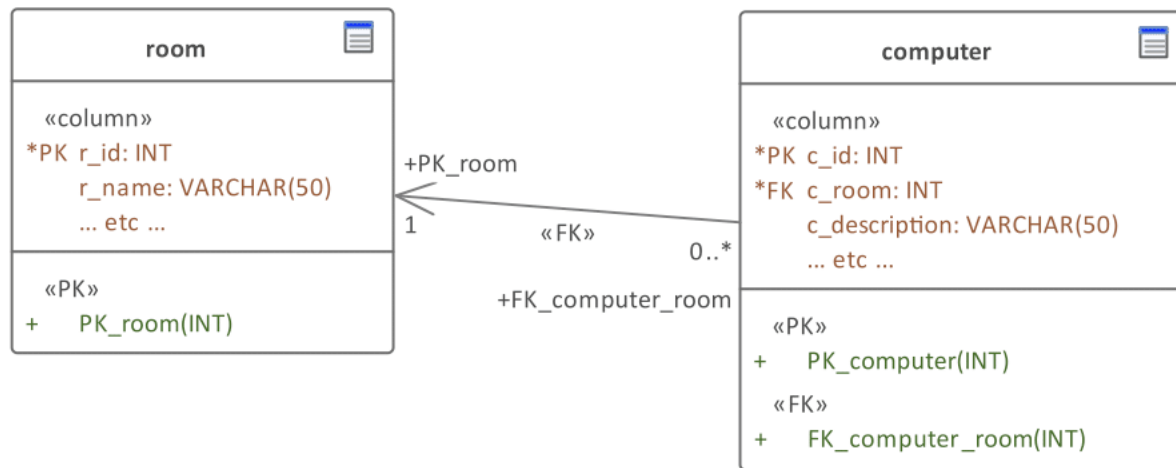 room
«column»
*PK r_id: INT
r_name: VARCHAR(50)
... etc ...
«PK»
+ PK_room(INT)
+PK_room
1
«FK»
0..*
+FK_computer_room
computer
«column»
*PK c_id: INT
*FK c_room: INT
c_description: VARCHAR(50)
... etc ...
«PK»
+ PK_computer(INT)
«FK»
+ FK_computer_room(INT)